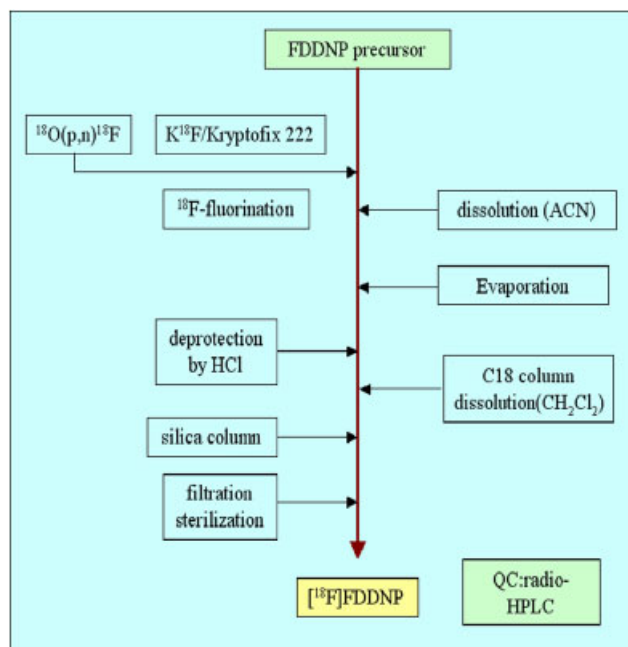 FDDNP precursor
¹⁸O(p,n)¹⁸F
K¹⁸F/Kryptofix 222
¹⁸F-fluorination
dissolution (ACN)
Evaporation
deprotection
by HCl
C18 column
dissolution(CH₂Cl₂)
silica column
filtration
sterilization
[¹⁸F]FDDNP
QC:radio-
HPLC